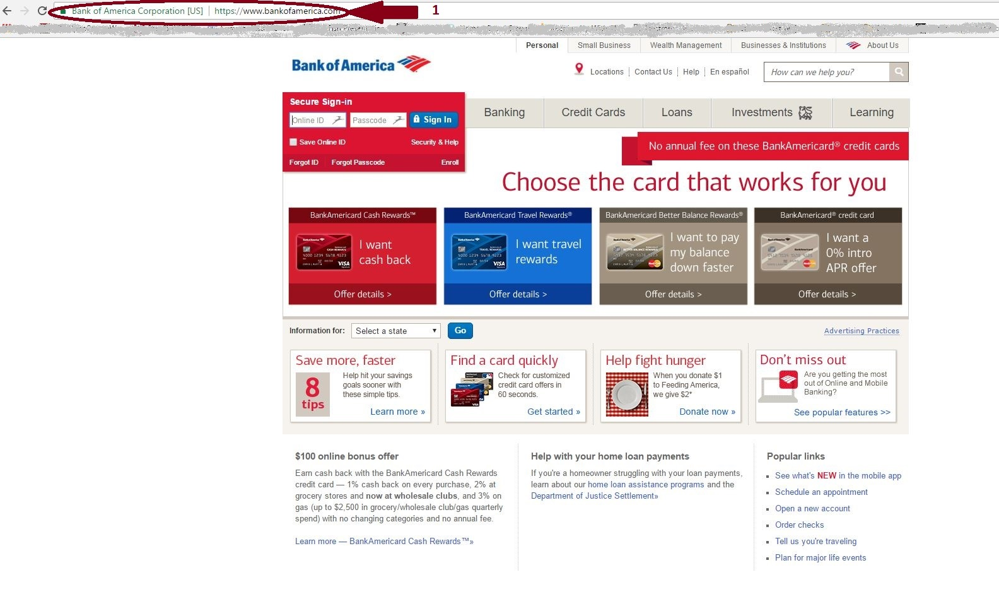 Bank of America Corporation [US] | https://www.bankofamerica.com
1
Personal Small Business Wealth Management Businesses & Institutions About Us
Bank of America
Locations Contact Us Help En español How can we help you?
Secure Sign-in
Online ID Passcode Sign In
Save Online ID Security & Help
Forgot ID Forgot Passcode Enroll
Banking Credit Cards Loans Investments Learning
No annual fee on these BankAmericard® credit cards
Choose the card that works for you
BankAmericard Cash Rewards™
I want
cash back
Offer details >
BankAmericard Travel Rewards®
I want travel
rewards
Offer details >
BankAmericard Better Balance Rewards®
I want to pay
my balance
down faster
Offer details >
BankAmericard® credit card
I want a
0% intro
APR offer
Offer details >
Information for: Select a state Go Advertising Practices
Save more, faster
8
tips
Help hit your savings
goals sooner with
these simple tips.
Learn more »
Find a card quickly
Check for customized
credit card offers in
60 seconds.
Get started »
Help fight hunger
When you donate $1
to Feeding America,
we give $2*
Donate now »
Don't miss out
Are you getting the most
out of Online and Mobile
Banking?
See popular features >>
$100 online bonus offer
Earn cash back with the BankAmericard Cash Rewards
credit card — 1% cash back on every purchase, 2% at
grocery stores and now at wholesale clubs, and 3% on
gas (up to $2,500 in grocery/wholesale club/gas quarterly
spend) with no changing categories and no annual fee.
Learn more — BankAmericard Cash Rewards™»
Help with your home loan payments
If you're a homeowner struggling with your loan payments,
learn about our home loan assistance programs and the
Department of Justice Settlement»
Popular links
See what's NEW in the mobile app
Schedule an appointment
Open a new account
Order checks
Tell us you're traveling
Plan for major life events